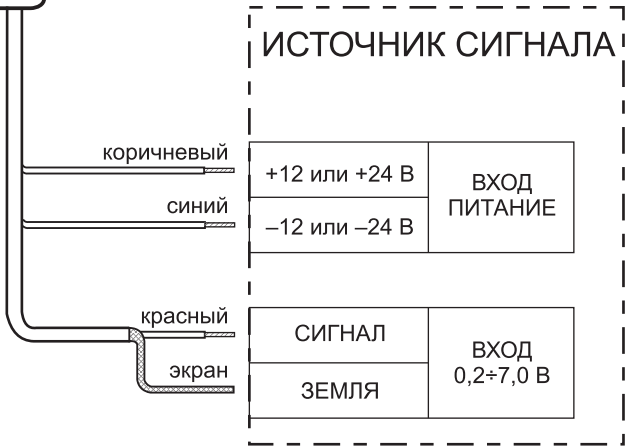 ИСТОЧНИК СИГНАЛА
коричневый
+12 или +24 В
ВХОД
ПИТАНИЕ
синий
–12 или –24 В
красный
СИГНАЛ
ВХОД
0,2÷7,0 В
экран
ЗЕМЛЯ